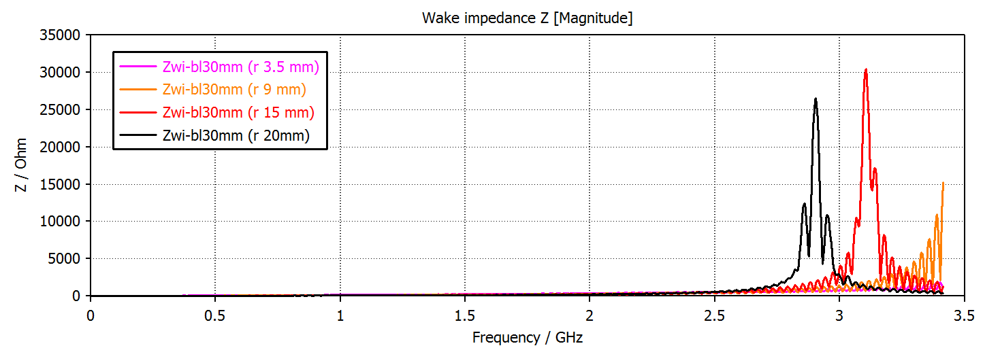 Wake impedance Z [Magnitude]
35000
30000
25000
20000
15000
10000
5000
0
Z / Ohm
Zwi-bl30mm (r 3.5 mm)
Zwi-bl30mm (r 9 mm)
Zwi-bl30mm (r 15 mm)
Zwi-bl30mm (r 20mm)
0 0.5 1 1.5 2 2.5 3 3.5
Frequency / GHz